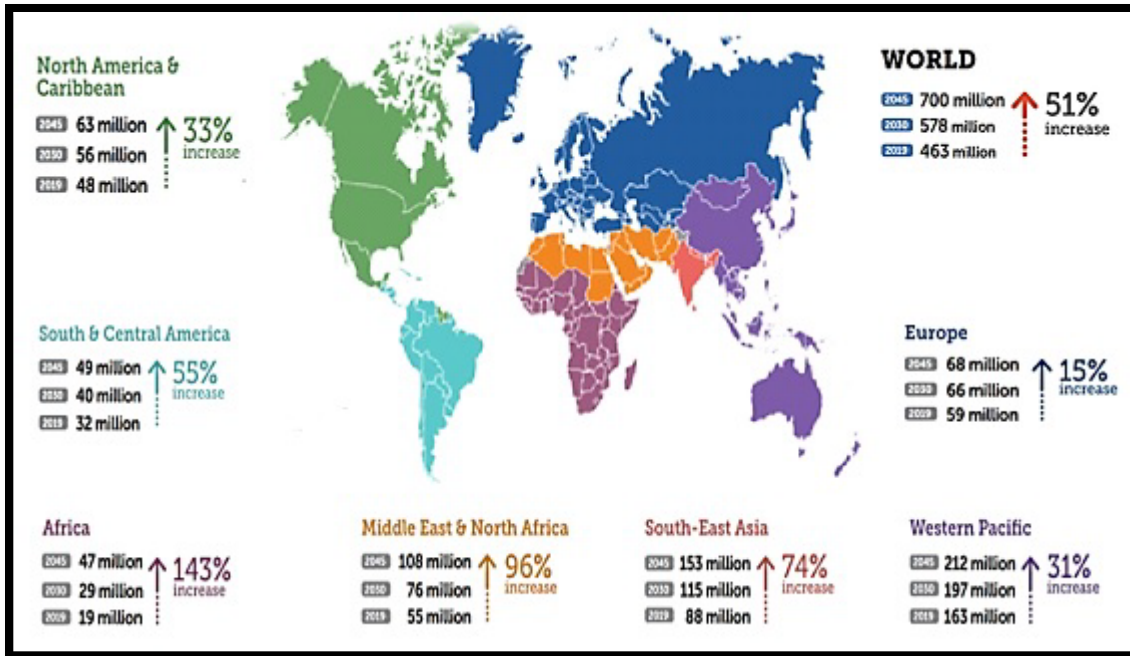 North America &
Caribbean
2045 63 million
33%
increase
2030 56 million
2019 48 million
WORLD
2045 700 million
51%
increase
2030 578 million
2019 463 million
South & Central America
2045 49 million
55%
increase
2030 40 million
2019 32 million
Europe
2045 68 million
15%
increase
2030 66 million
2019 59 million
Africa
2045 47 million
143%
increase
2030 29 million
2019 19 million
Middle East & North Africa
2045 108 million
96%
increase
2030 76 million
2019 55 million
South-East Asia
2045 153 million
74%
increase
2030 115 million
2019 88 million
Western Pacific
2045 212 million
31%
increase
2030 197 million
2019 163 million